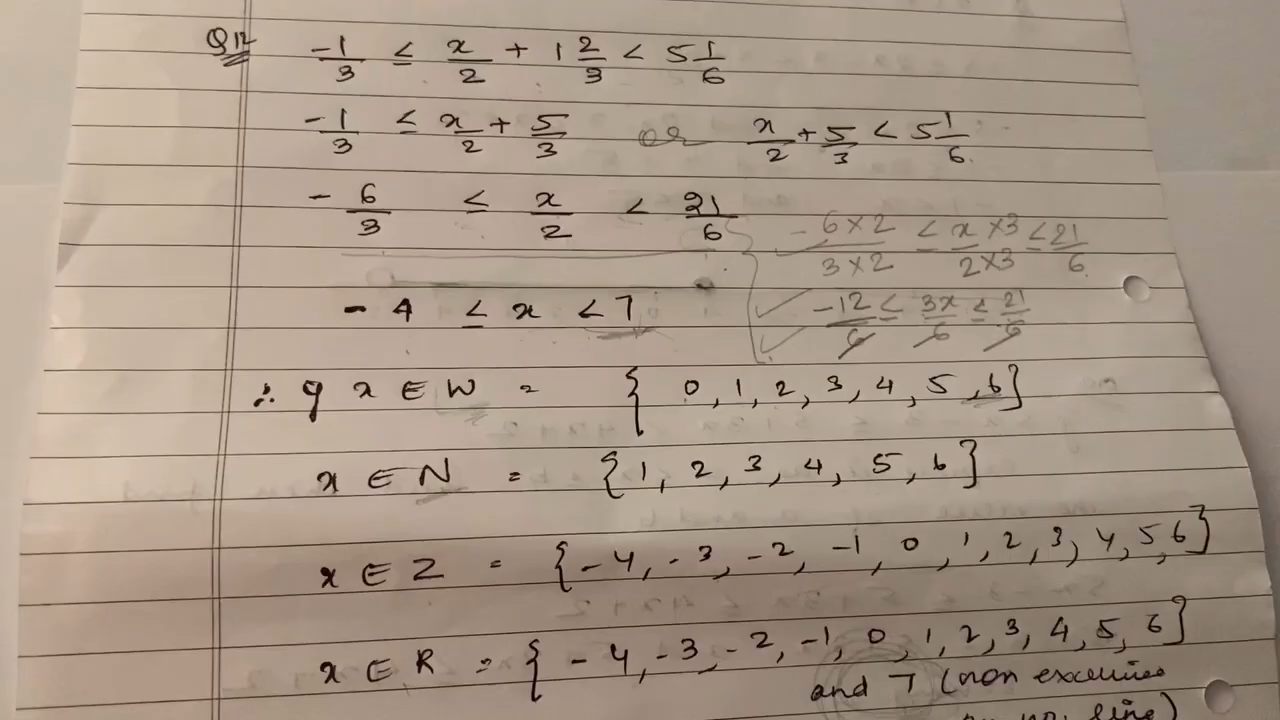 Q12 -1/3 ≤ x/2 + 1 2/3 < 5 1/6
-1/3 ≤ x/2 + 5/3 or x/2 + 5/3 < 5 1/6
-6/3 ≤ x/2 < 21/6
-6×2/3×2 ≤ x×3/2×3 ≤ 21/6
-4 ≤ x < 7
-12/6 ≤ 3x/6 ≤ 21/6
∴ x ∈ W = { 0, 1, 2, 3, 4, 5, 6}
x ∈ N = {1, 2, 3, 4, 5, 6}
x ∈ Z = {-4, -3, -2, -1, 0, 1, 2, 3, 4, 5, 6}
x ∈ R = {-4, -3, -2, -1, 0, 1, 2, 3, 4, 5, 6}
and 7 (non
no. line)